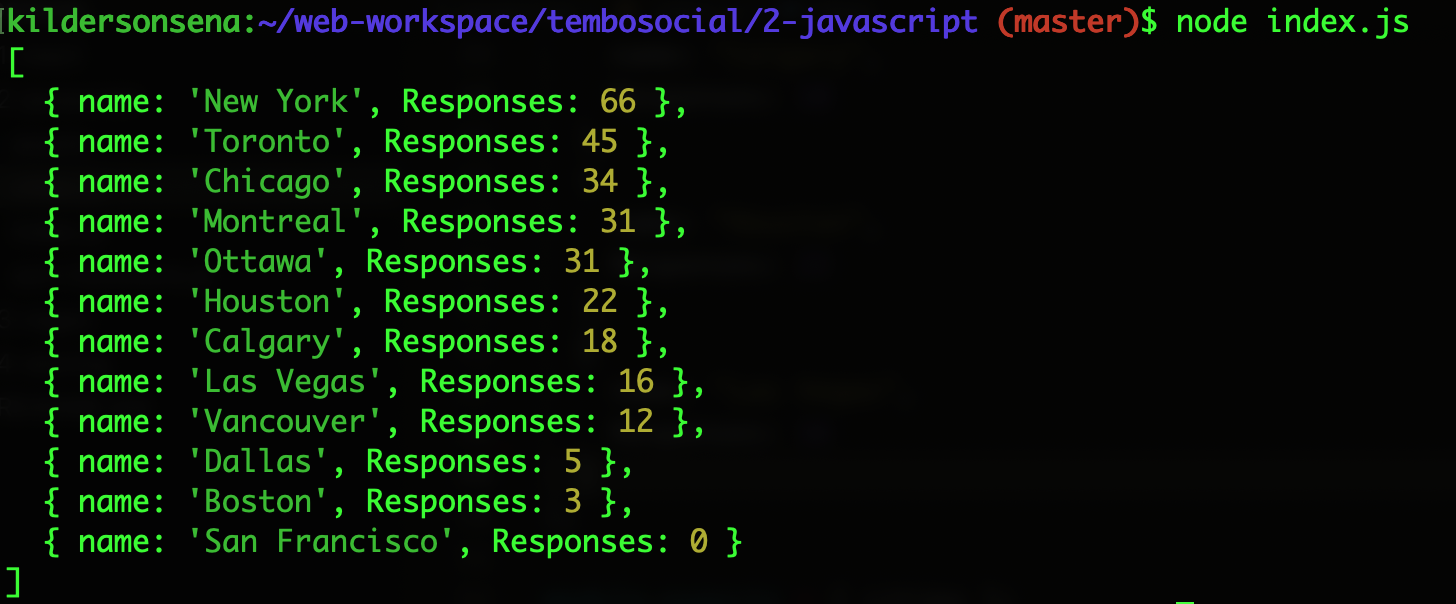 kildersonsena:~/web-workspace/tembosocial/2-javascript (master)$ node index.js
[
  { name: 'New York', Responses: 66 },
  { name: 'Toronto', Responses: 45 },
  { name: 'Chicago', Responses: 34 },
  { name: 'Montreal', Responses: 31 },
  { name: 'Ottawa', Responses: 31 },
  { name: 'Houston', Responses: 22 },
  { name: 'Calgary', Responses: 18 },
  { name: 'Las Vegas', Responses: 16 },
  { name: 'Vancouver', Responses: 12 },
  { name: 'Dallas', Responses: 5 },
  { name: 'Boston', Responses: 3 },
  { name: 'San Francisco', Responses: 0 }
]